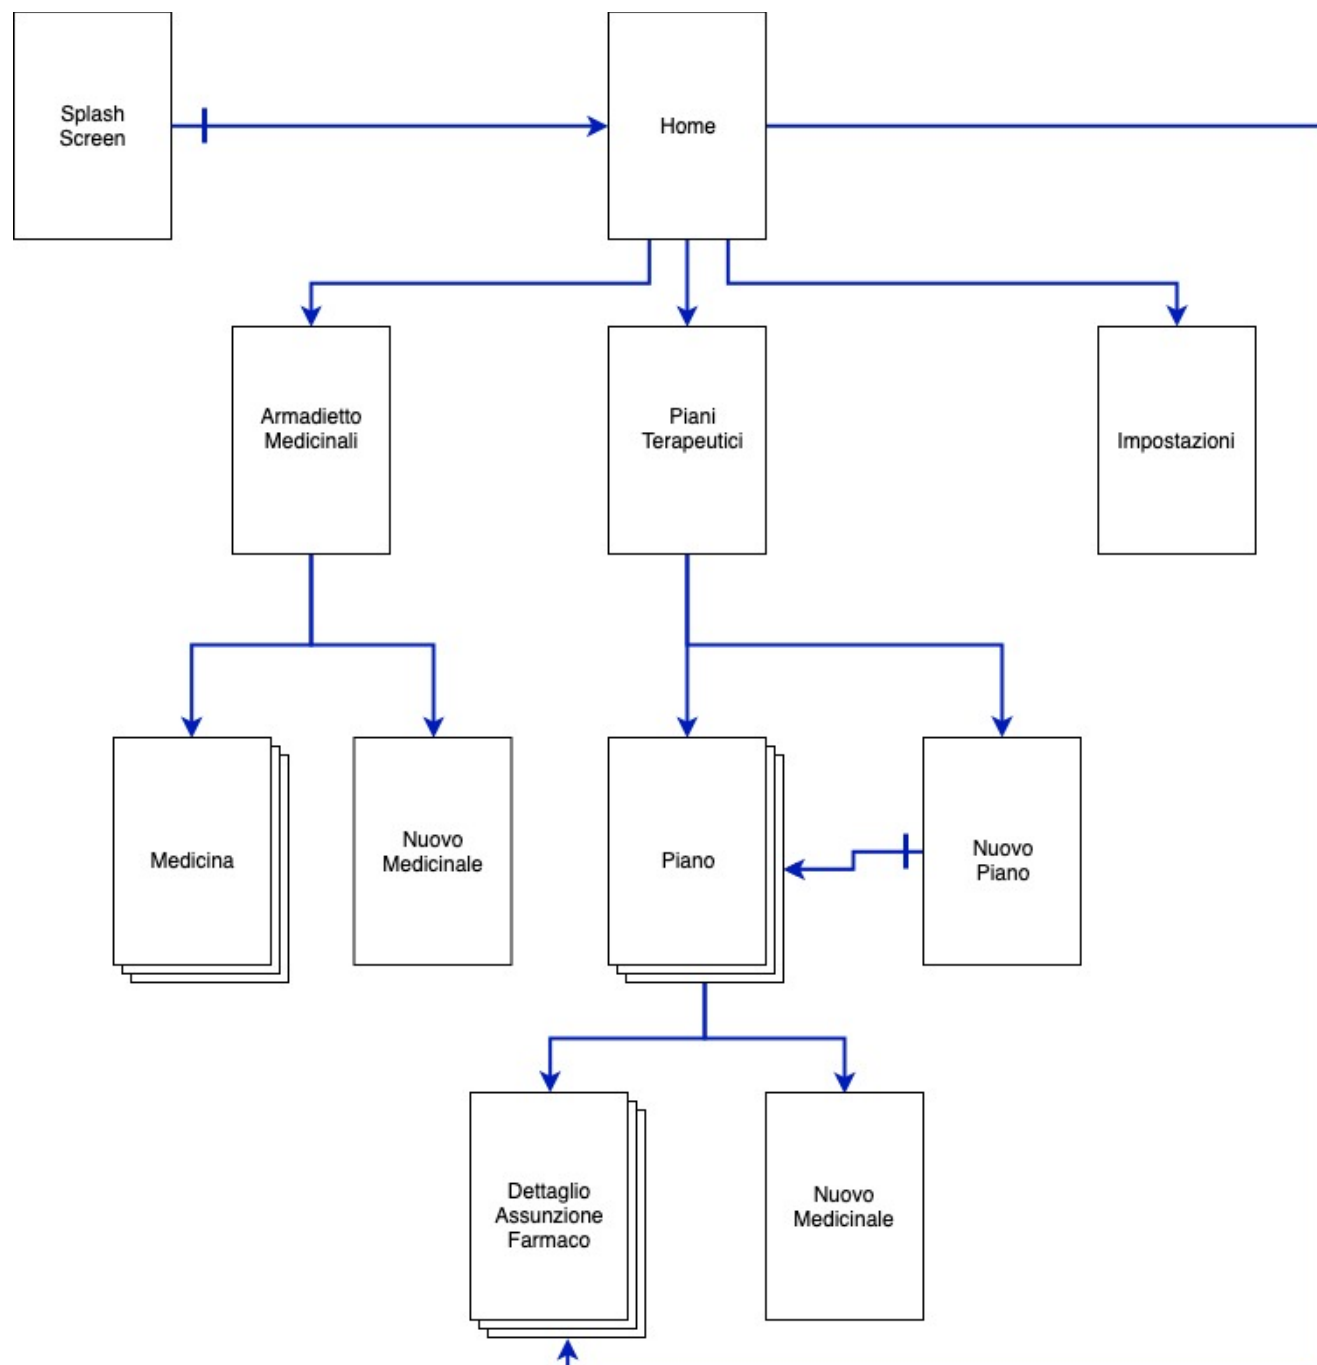 Splash
Screen
Home
Armadietto
Medicinali
Piani
Terapeutici
Impostazioni
Medicina
Nuovo
Medicinale
Piano
Nuovo
Piano
Dettaglio
Assunzione
Farmaco
Nuovo
Medicinale